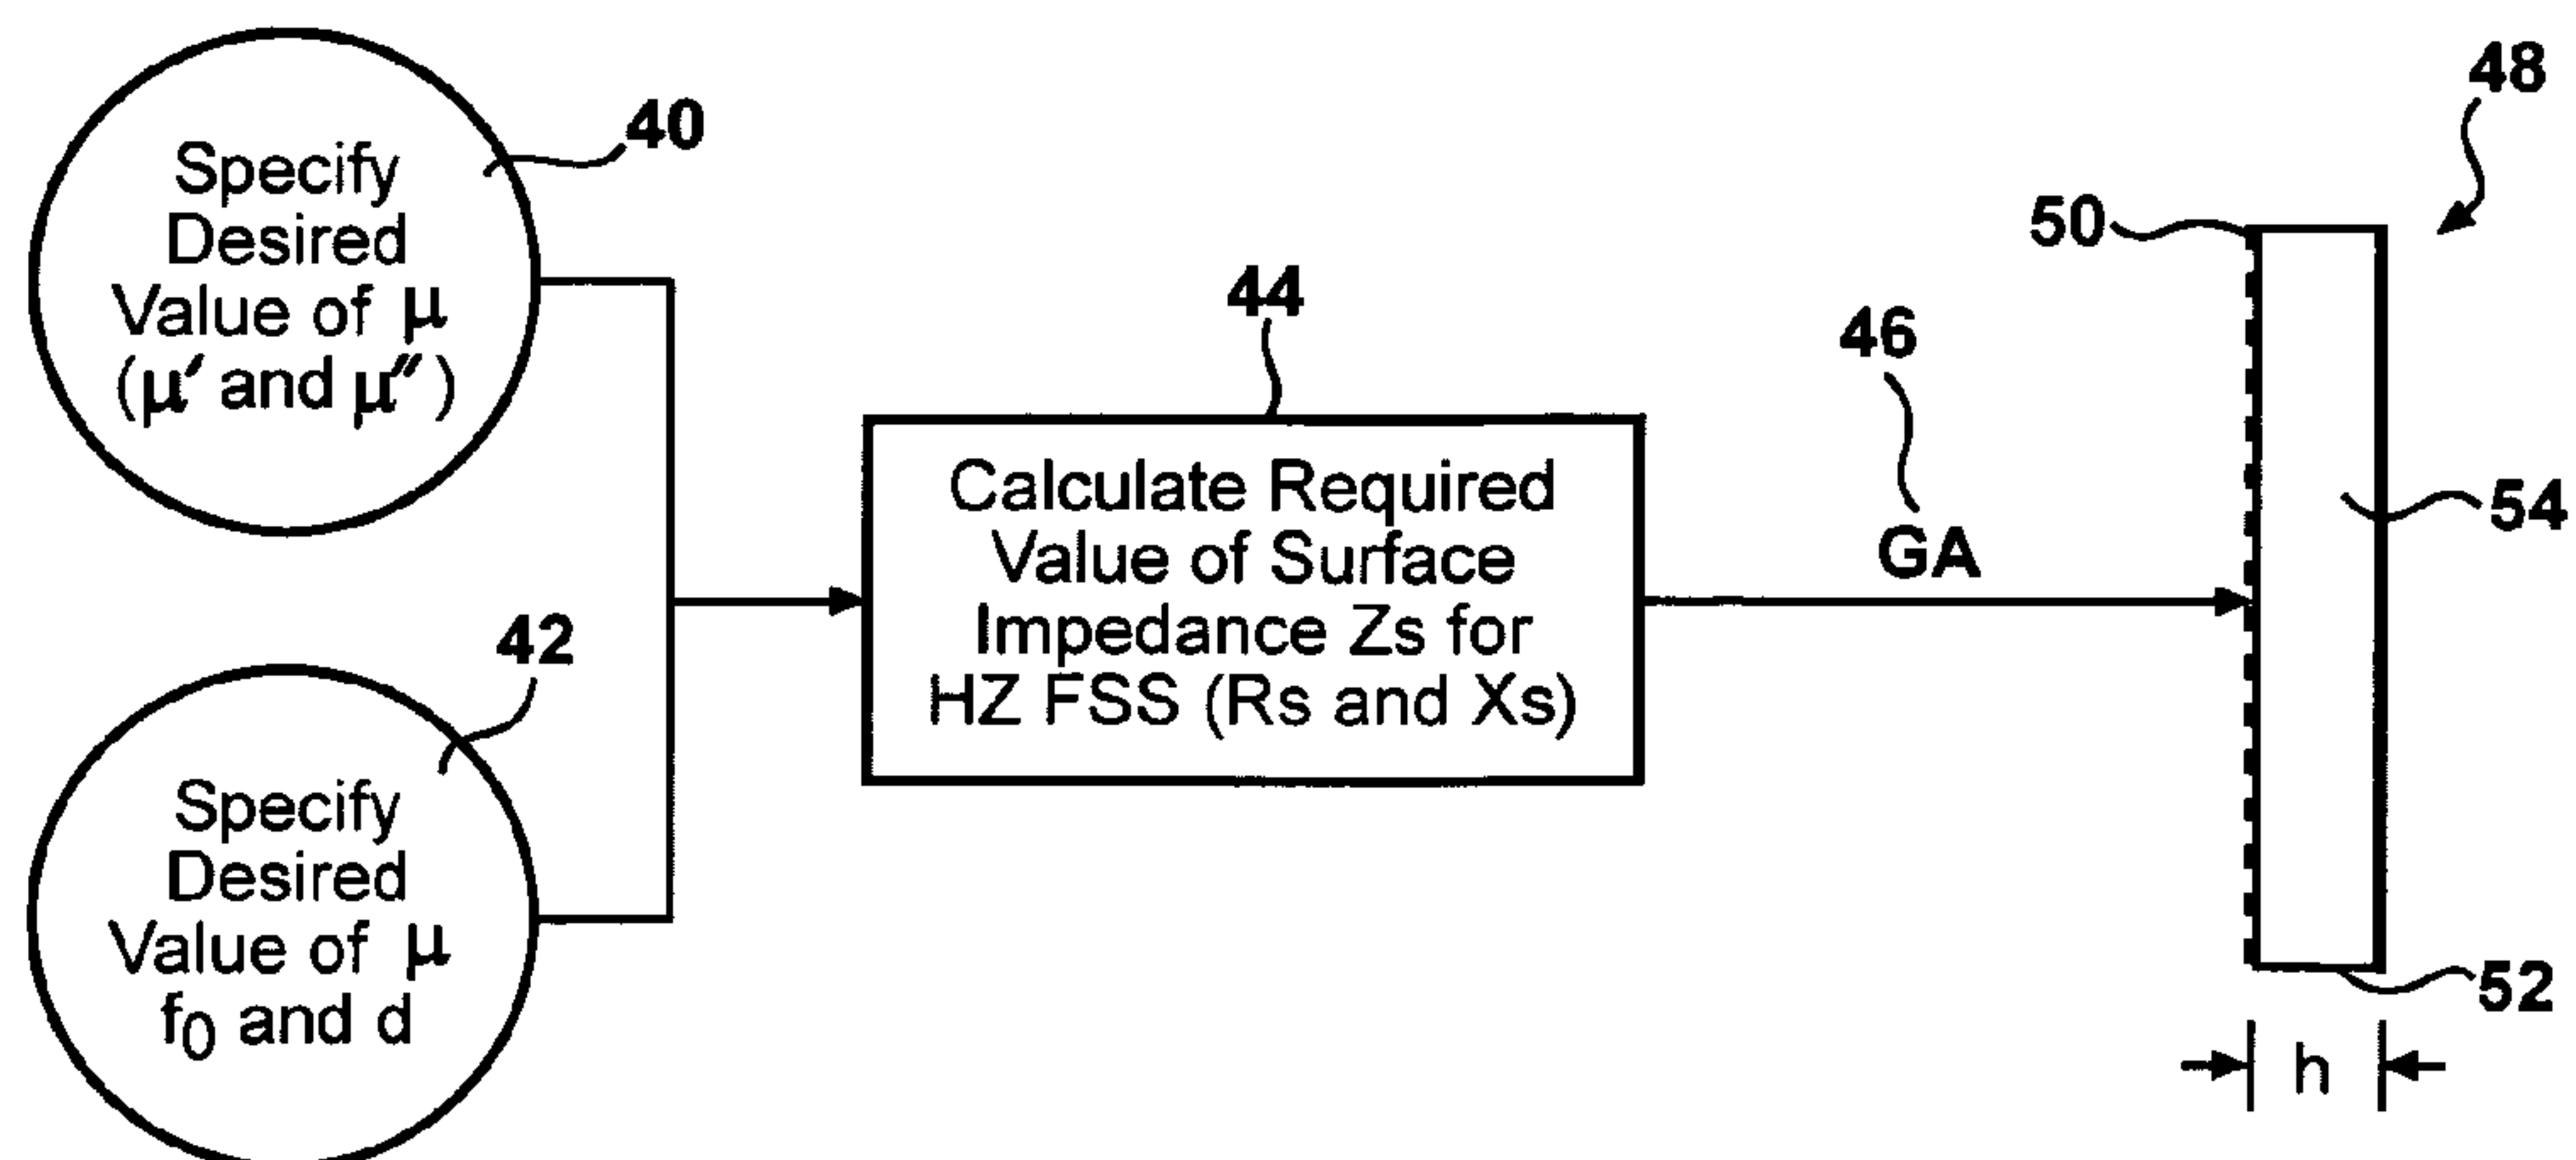 Specify
Desired
Value of μ
(μ′ and μ″)
40
Specify
Desired
Value of μ
f₀ and d
42
44
Calculate Required
Value of Surface
Impedance Zs for
HZ FSS (Rs and Xs)
46
GA
48
50
54
52
h